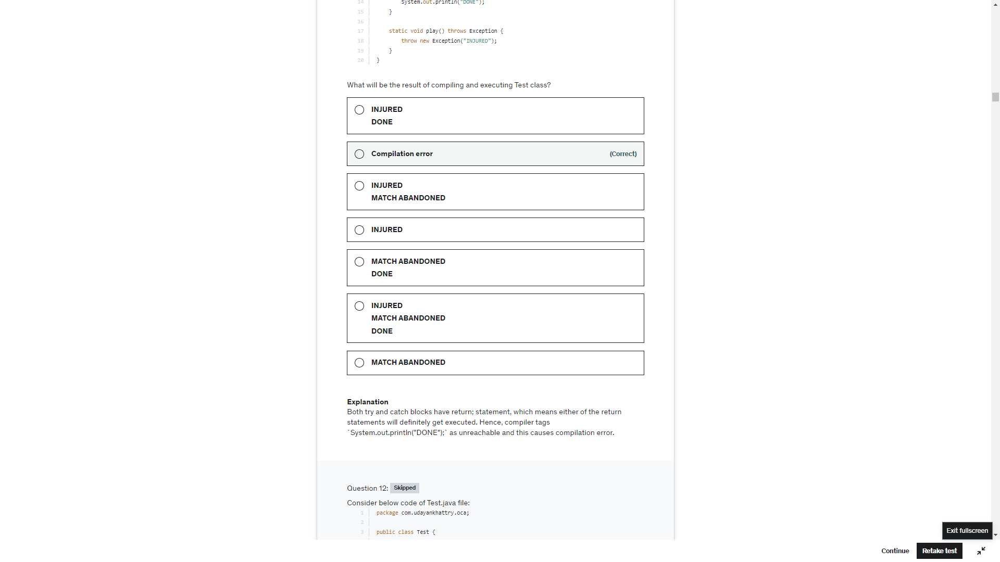 14 System.out.println("DONE");
15 }
16
17 static void play() throws Exception {
18 throw new Exception("INJURED");
19 }
20 }
What will be the result of compiling and executing Test class?
INJURED
DONE
Compilation error (Correct)
INJURED
MATCH ABANDONED
INJURED
MATCH ABANDONED
DONE
INJURED
MATCH ABANDONED
DONE
MATCH ABANDONED
Explanation
Both try and catch blocks have return; statement, which means either of the return
statements will definitely get executed. Hence, compiler tags
`System.out.println("DONE");` as unreachable and this causes compilation error.
Question 12: Skipped
Consider below code of Test.java file:
1 package com.udayankhattry.oca;
2
3 public class Test {
Exit fullscreen
Continue Retake test